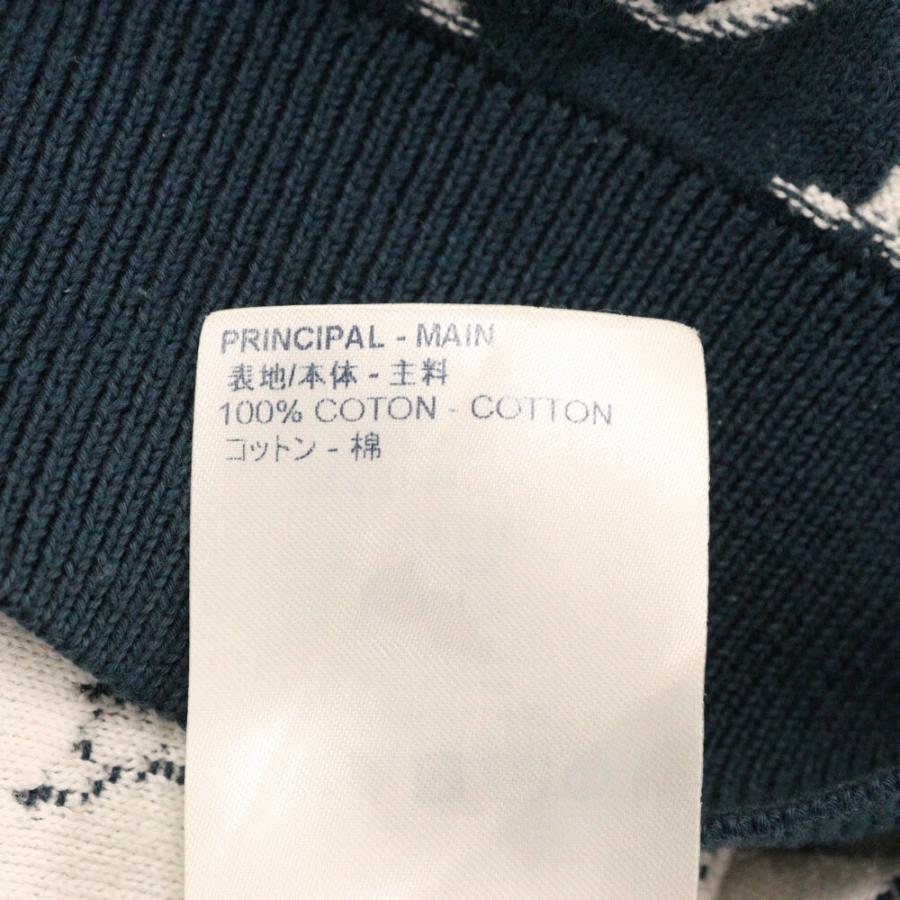 PRINCIPAL - MAIN
表地/本体 - 主料
100% COTON - COTTON
コットン - 棉